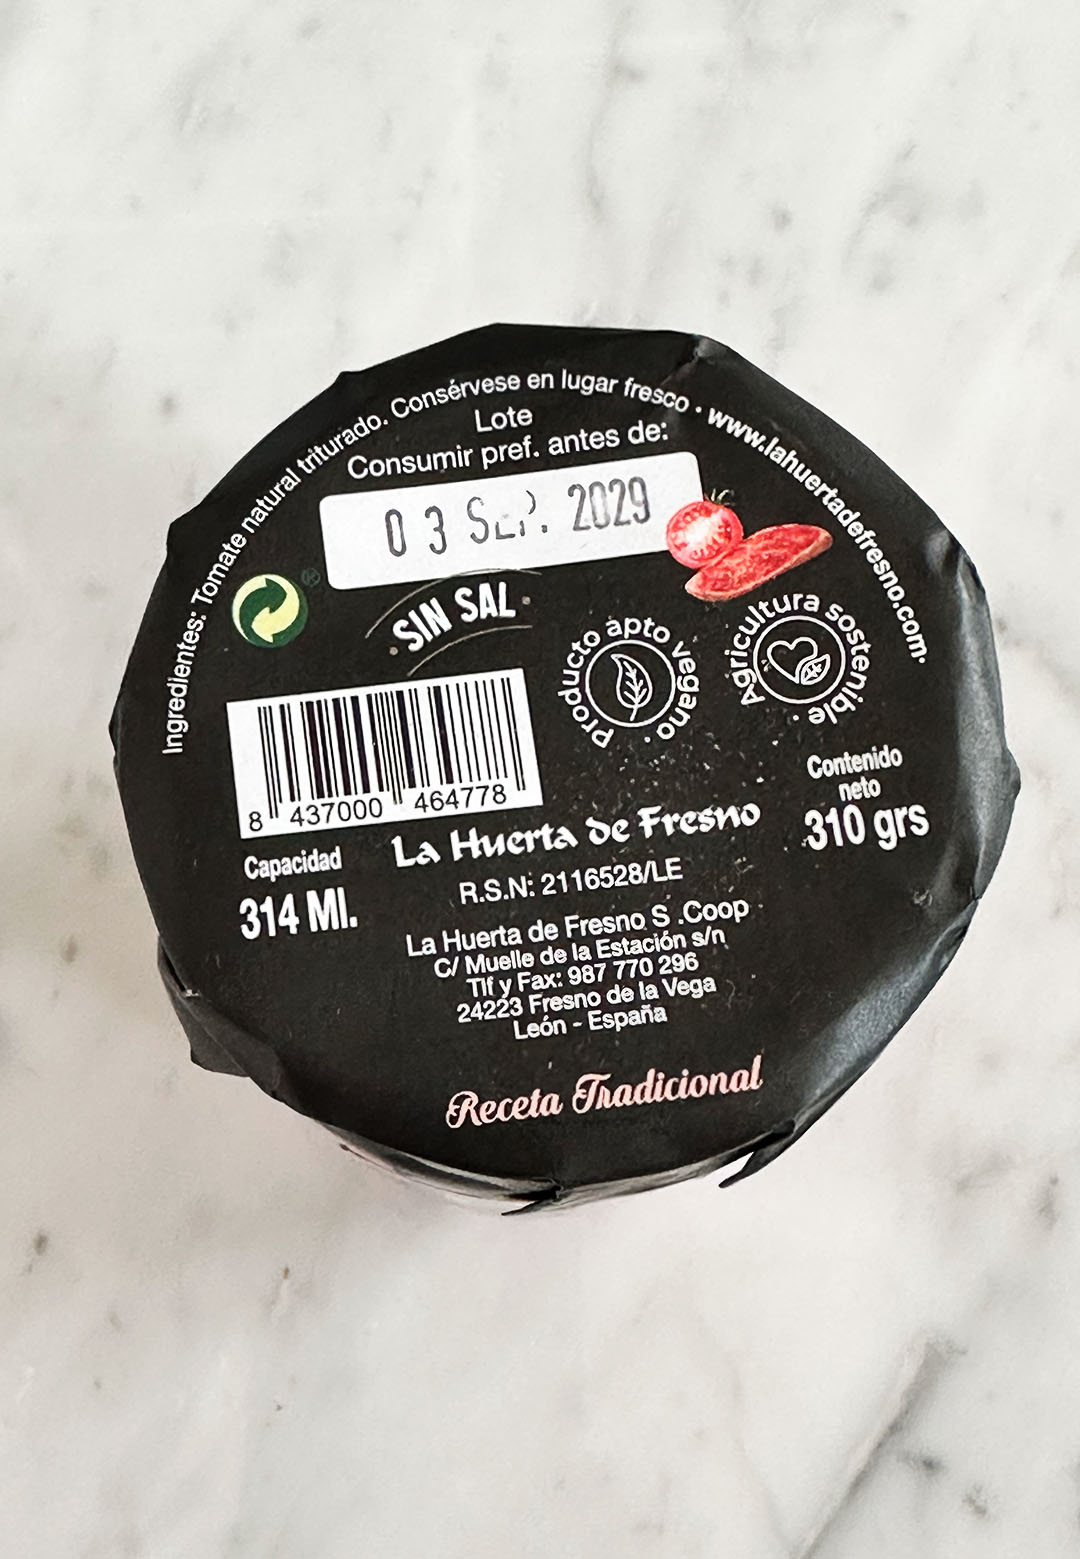 Ingredientes: Tomate natural triturado. Consérvese en lugar fresco • www.lahuertadefresno.com.
Lote
Consumir pref. antes de:
03 SEP. 2029
®
SIN SAL
Producto apto vegano.
Agricultura sostenible.
8 437000 464778
Capacidad
314 Ml.
Contenido
neto
310 grs
La Huerta de Fresno
R.S.N: 2116528/LE
La Huerta de Fresno S .Coop
C/ Muelle de la Estación s/n
Tlf y Fax: 987 770 296
24223 Fresno de la Vega
León - España
Receta Tradicional